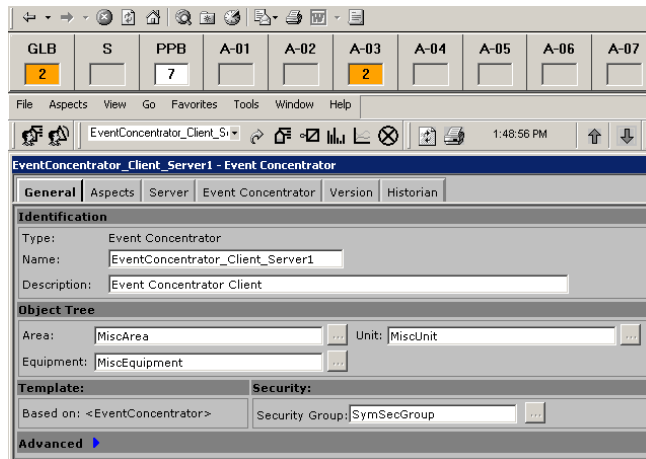 GLB S PPB A-01 A-02 A-03 A-04 A-05 A-06 A-07
2 7 2
File Aspects View Go Favorites Tools Window Help
EventConcentrator_Client_S 1:48:56 PM
EventConcentrator_Client_Server1 - Event Concentrator
General Aspects Server Event Concentrator Version Historian
Identification
Type: Event Concentrator
Name: EventConcentrator_Client_Server1
Description: Event Concentrator Client
Object Tree
Area: MiscArea ... Unit: MiscUnit ...
Equipment: MiscEquipment ...
Template: Security:
Based on: <EventConcentrator> Security Group: SymSecGroup ...
Advanced